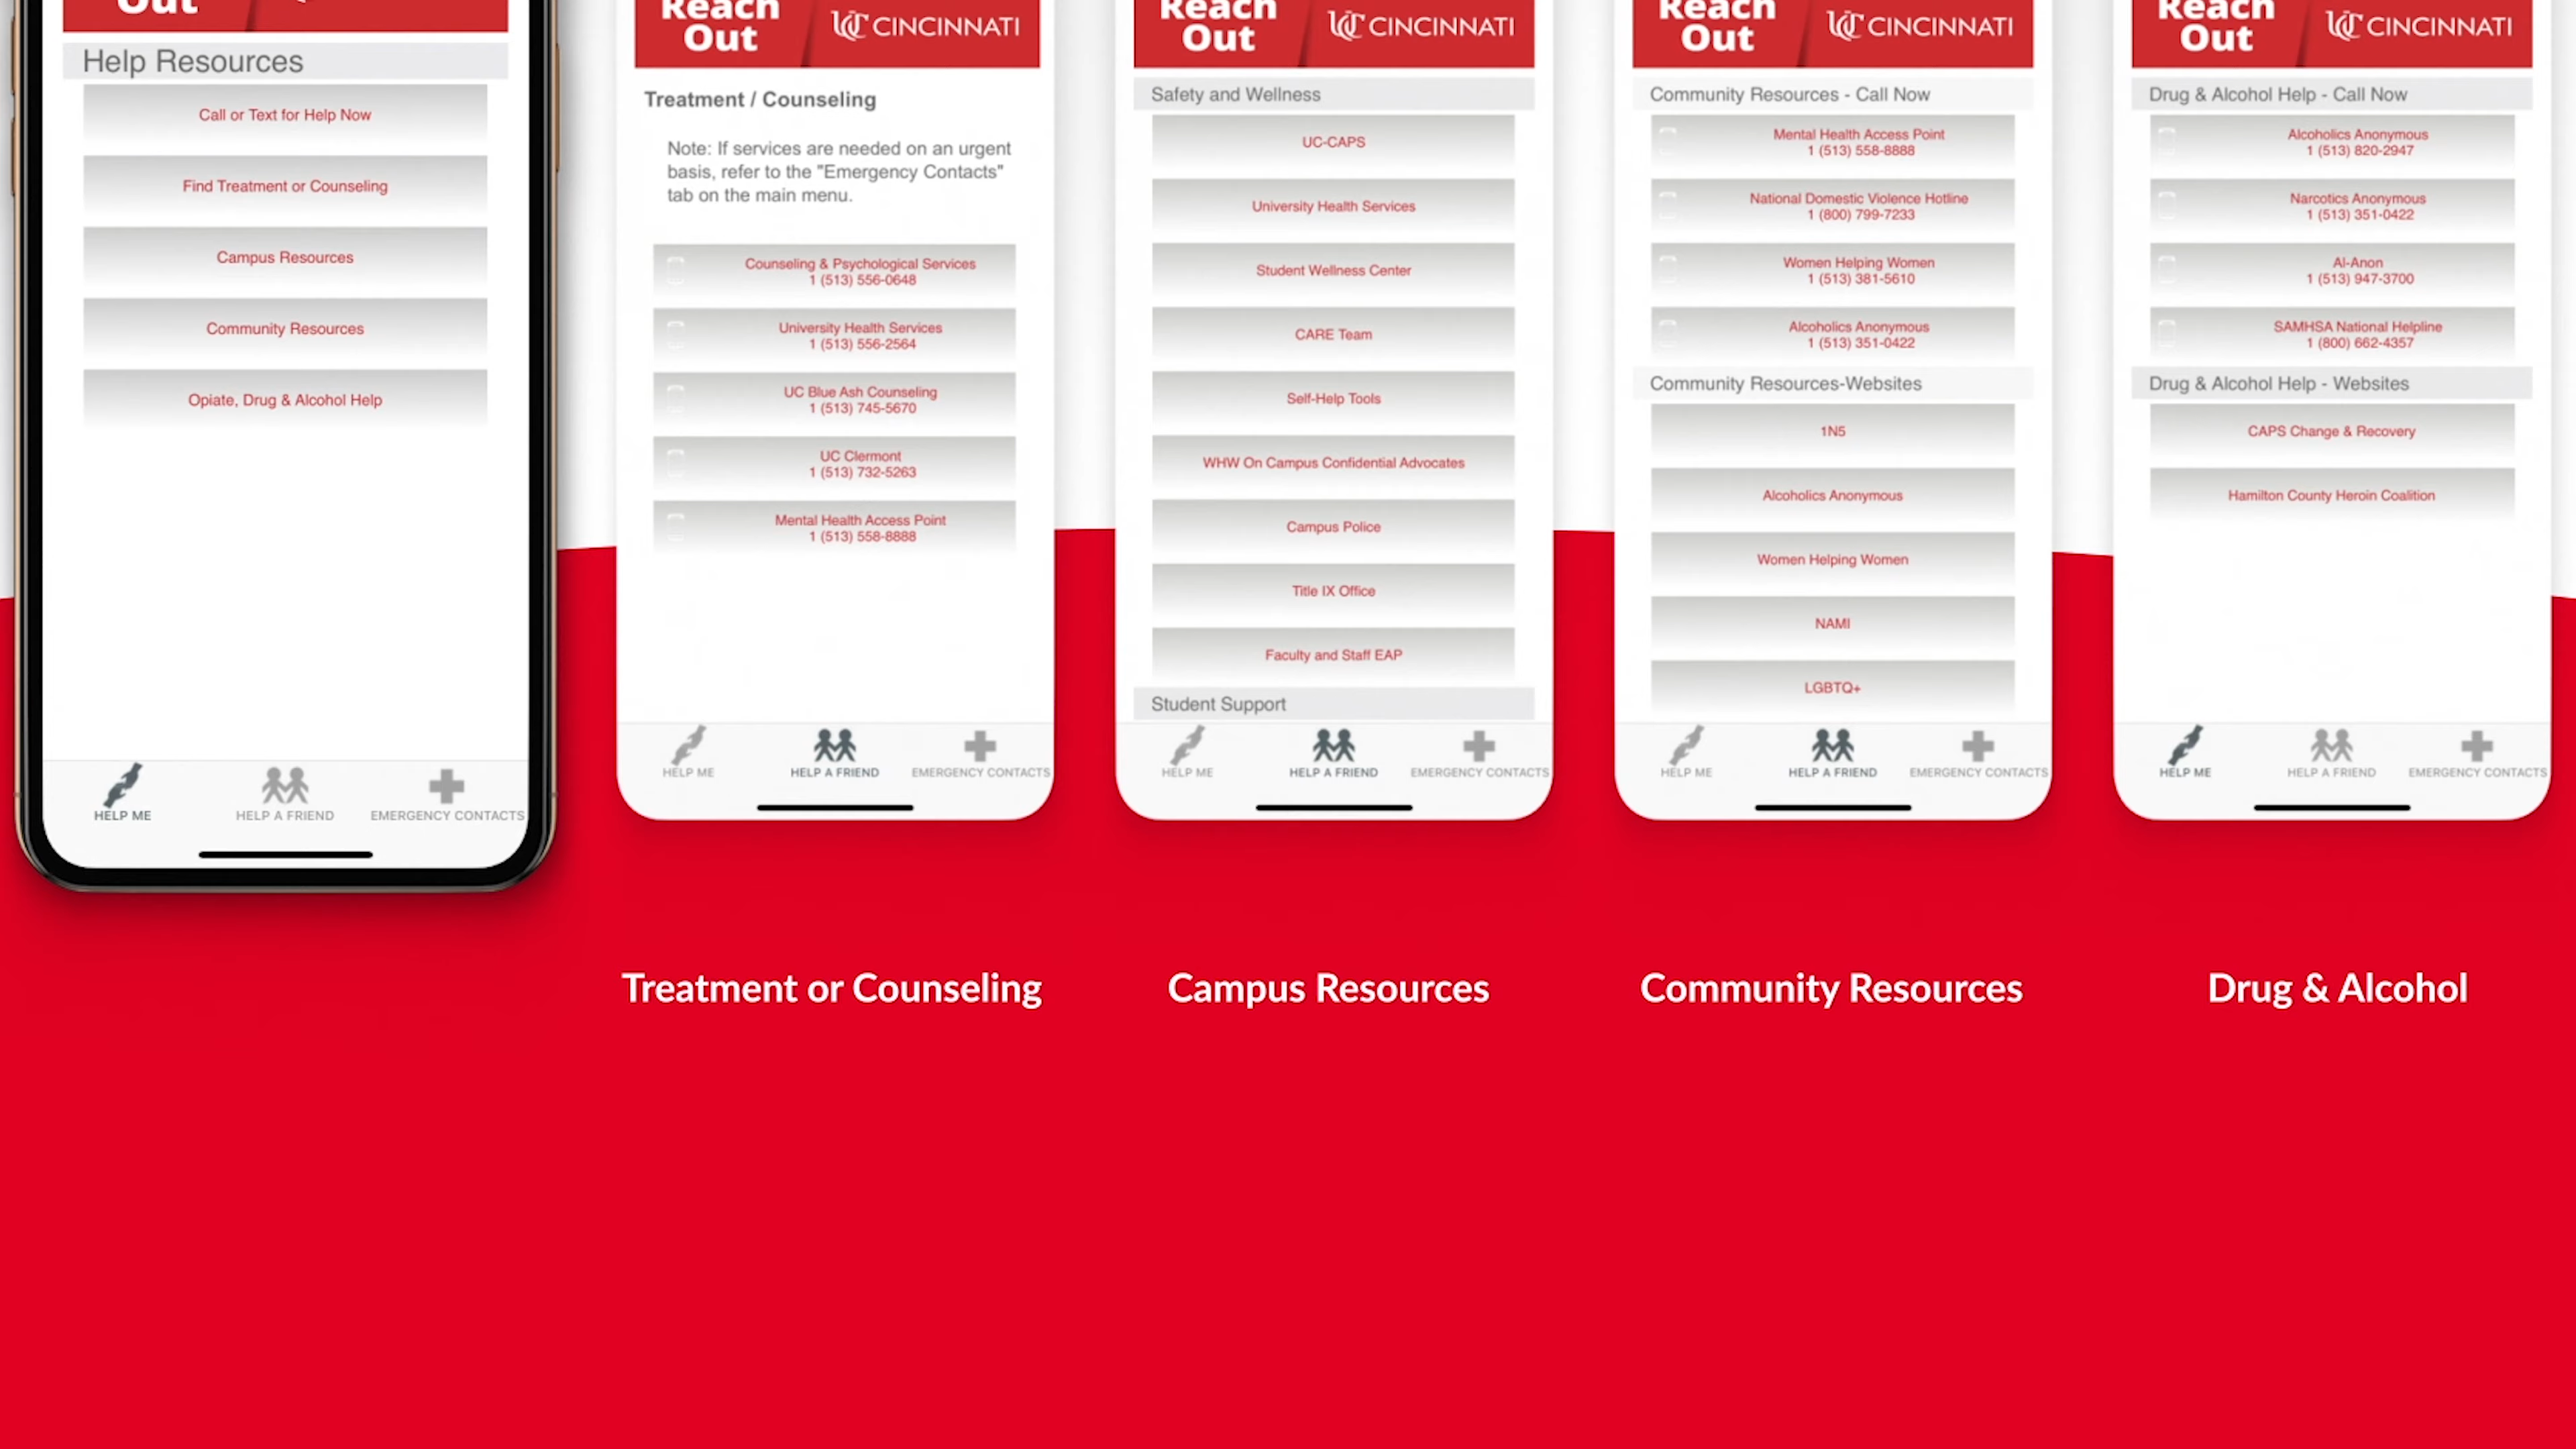 Out
Help Resources
Call or Text for Help Now
Find Treatment or Counseling
Campus Resources
Community Resources
Opiate, Drug & Alcohol Help
HELP ME
HELP A FRIEND
EMERGENCY CONTACTS
Reach
Out
UC CINCINNATI
Treatment / Counseling
Note: If services are needed on an urgent
basis, refer to the "Emergency Contacts"
tab on the main menu.
Counseling & Psychological Services
1 (513) 556-0648
University Health Services
1 (513) 556-2564
UC Blue Ash Counseling
1 (513) 745-5670
UC Clermont
1 (513) 732-5263
Mental Health Access Point
1 (513) 558-8888
HELP ME
HELP A FRIEND
EMERGENCY CONTACTS
Treatment or Counseling
Reach
Out
UC CINCINNATI
Safety and Wellness
UC-CAPS
University Health Services
Student Wellness Center
CARE Team
Self-Help Tools
WHW On Campus Confidential Advocates
Campus Police
Title IX Office
Faculty and Staff EAP
Student Support
HELP ME
HELP A FRIEND
EMERGENCY CONTACTS
Campus Resources
Reach
Out
UC CINCINNATI
Community Resources - Call Now
Mental Health Access Point
1 (513) 558-8888
National Domestic Violence Hotline
1 (800) 799-7233
Women Helping Women
1 (513) 381-5610
Alcoholics Anonymous
1 (513) 351-0422
Community Resources-Websites
1N5
Alcoholics Anonymous
Women Helping Women
NAMI
LGBTQ+
HELP ME
HELP A FRIEND
EMERGENCY CONTACTS
Community Resources
Reach
Out
UC CINCINNATI
Drug & Alcohol Help - Call Now
Alcoholics Anonymous
1 (513) 820-2947
Narcotics Anonymous
1 (513) 351-0422
Al-Anon
1 (513) 947-3700
SAMHSA National Helpline
1 (800) 662-4357
Drug & Alcohol Help - Websites
CAPS Change & Recovery
Hamilton County Heroin Coalition
HELP ME
HELP A FRIEND
EMERGENCY CONTACTS
Drug & Alcohol